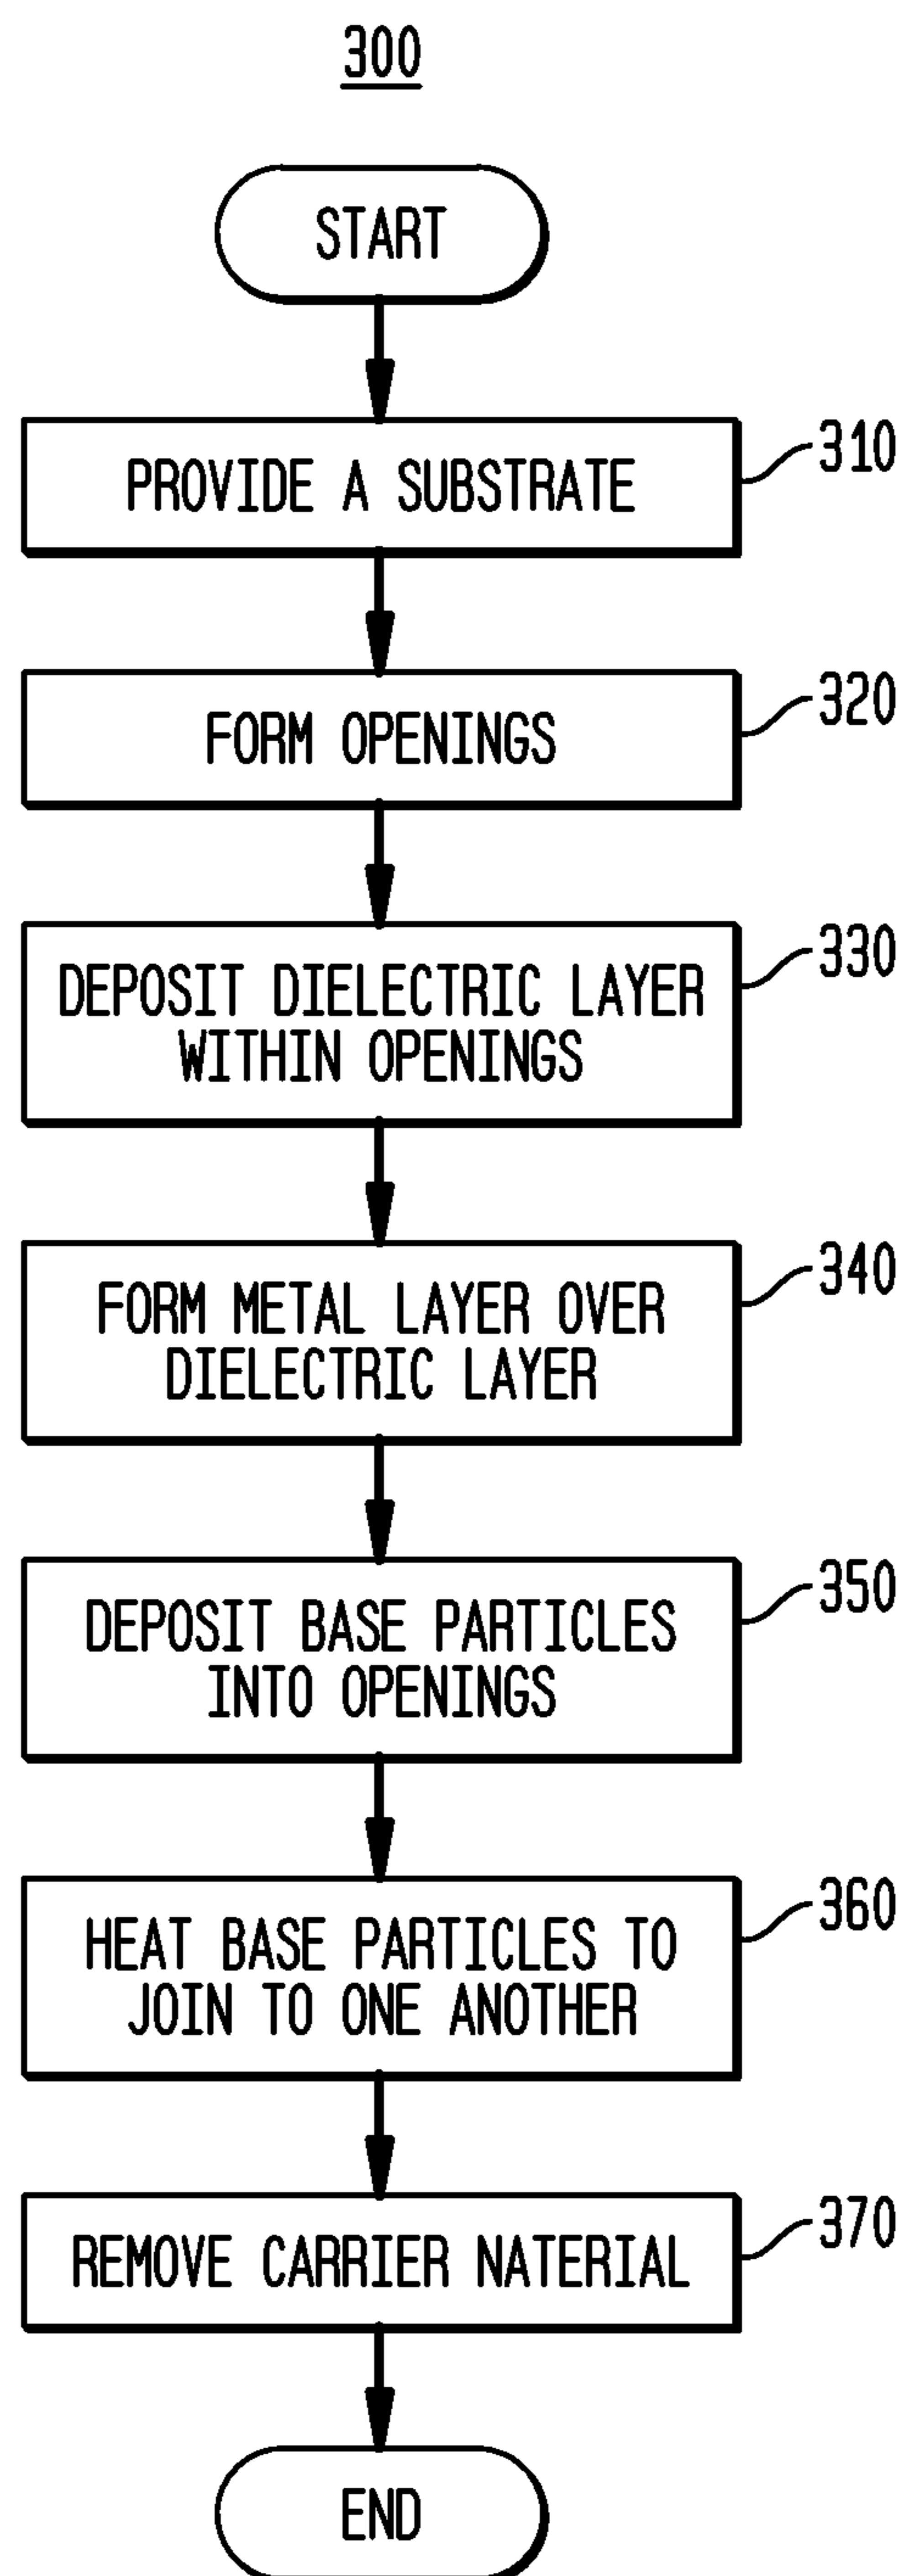 300
START
PROVIDE A SUBSTRATE
310
FORM OPENINGS
320
DEPOSIT DIELECTRIC LAYER
WITHIN OPENINGS
330
FORM METAL LAYER OVER
DIELECTRIC LAYER
340
DEPOSIT BASE PARTICLES
INTO OPENINGS
350
HEAT BASE PARTICLES TO
JOIN TO ONE ANOTHER
360
REMOVE CARRIER NATERIAL
370
END